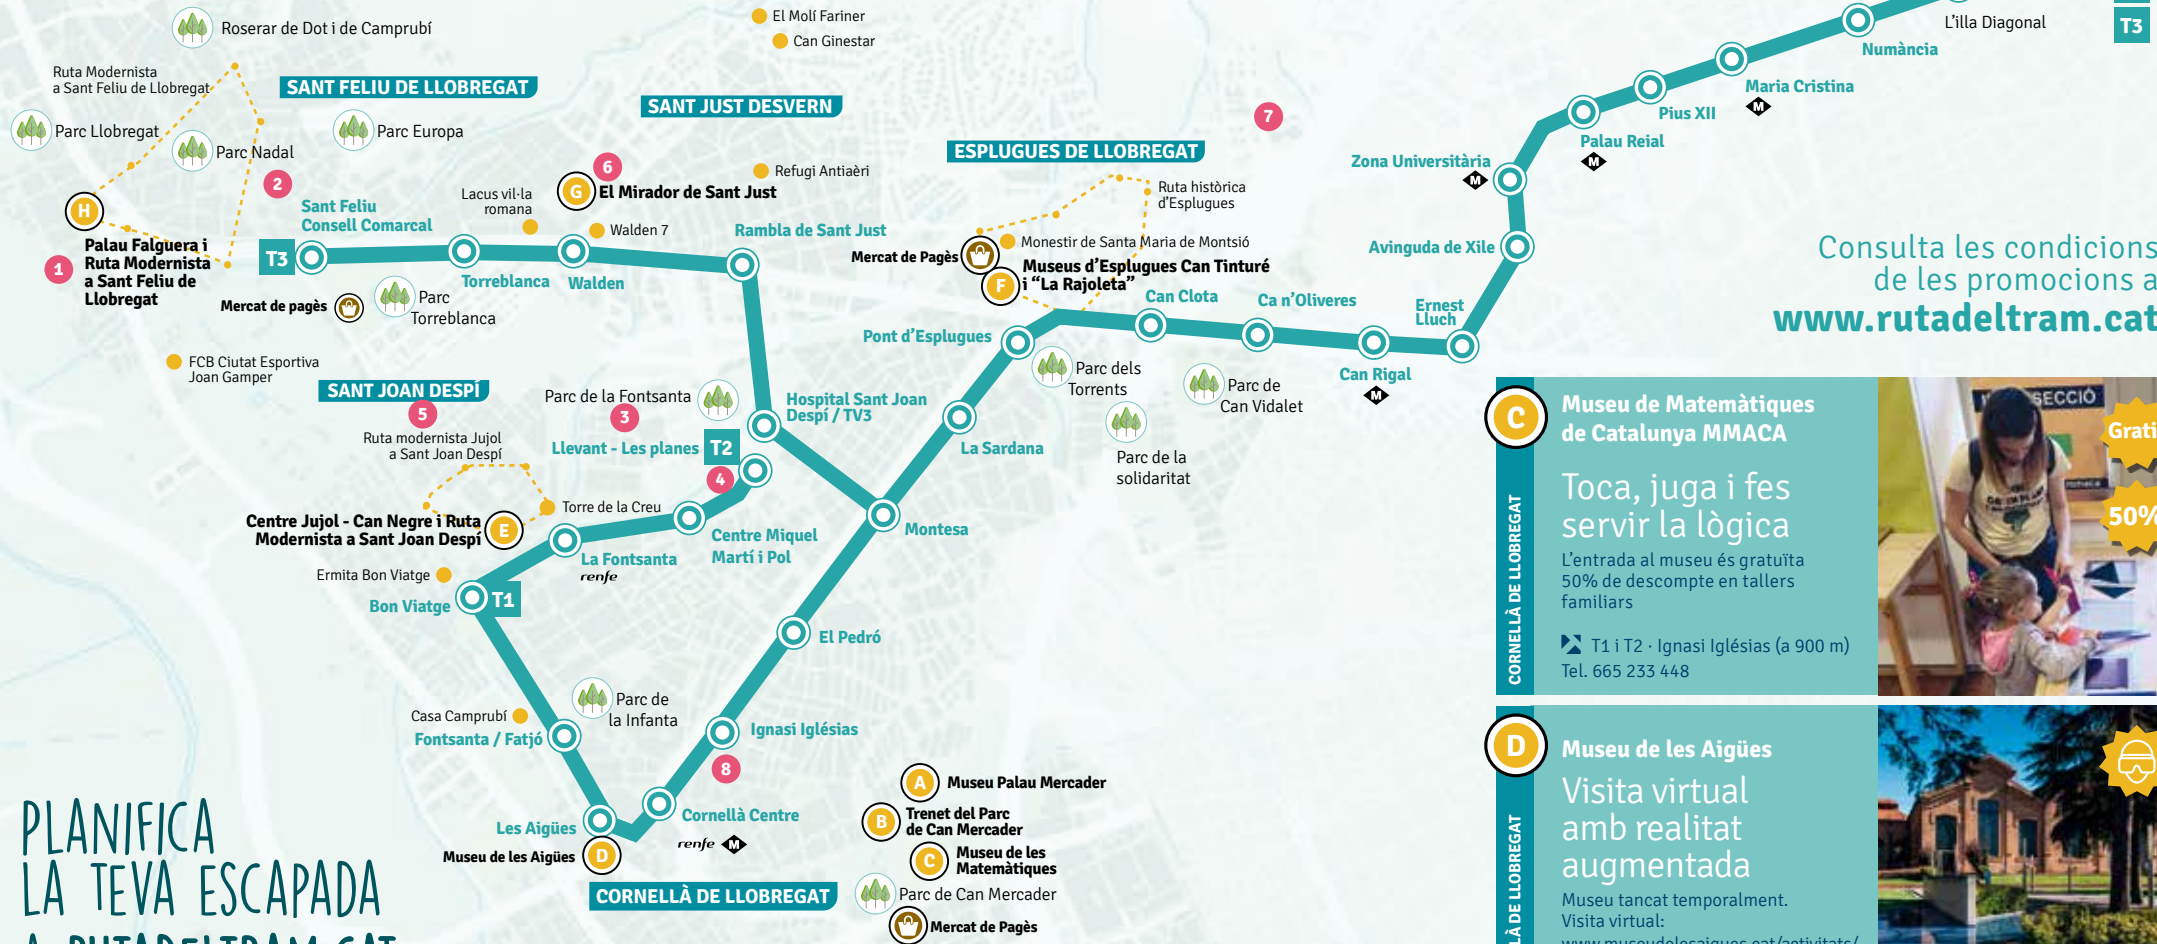 Roserar de Dot i de Camprubí
El Molí Fariner
Can Ginestar
L'illa Diagonal
T3
Numància
Ruta Modernista
a Sant Feliu de Llobregat
SANT FELIU DE LLOBREGAT
SANT JUST DESVERN
Maria Cristina
M
Pius XII
Parc Llobregat
Parc Nadal
Parc Europa
7
Palau Reial
M
ESPLUGUES DE LLOBREGAT
Zona Universitària
M
2
6
G
El Mirador de Sant Just
Refugi Antiaèri
Ruta històrica
d'Esplugues
H
Sant Feliu
Consell Comarcal
Lacus vil·la
romana
Walden 7
Rambla de Sant Just
Mercat de Pagès
Monestir de Santa Maria de Montsió
Avinguda de Xile
Consulta les condicions
de les promocions a
www.rutadeltram.cat
1
Palau Falguera i
Ruta Modernista
a Sant Feliu de
Llobregat
T3
Torreblanca
Walden
F
Museus d'Esplugues Can Tinturé
i “La Rajoleta”
Can Clota
Ca n'Oliveres
Ernest
Lluch
Mercat de pagès
Parc
Torreblanca
Pont d'Esplugues
FCB Ciutat Esportiva
Joan Gamper
Can Rigal
M
Parc dels
Torrents
Parc de
Can Vidalet
SANT JOAN DESPÍ
5
Ruta modernista Jujol
a Sant Joan Despí
Parc de la Fontsanta
3
Hospital Sant Joan
Despí / TV3
Llevant - Les planes
T2
4
La Sardana
Parc de la
solidaritat
Centre Jujol - Can Negre i Ruta
Modernista a Sant Joan Despí
E
Torre de la Creu
Centre Miquel
Martí i Pol
Montesa
La Fontsanta
renfe
Ermita Bon Viatge
Bon Viatge
T1
El Pedró
Parc de
la Infanta
Casa Camprubí
Fontsanta / Fatjó
Ignasi Iglésias
8
A
Museu Palau Mercader
B
Trenet del Parc
de Can Mercader
C
Museu de les
Matemàtiques
Parc de Can Mercader
Mercat de Pagès
Les Aigües
Cornellà Centre
renfe M
Museu de les Aigües
D
CORNELLÀ DE LLOBREGAT
PLANIFICA
LA TEVA ESCAPADA
A RUTADELTRAM.CAT
C
Museu de Matemàtiques
de Catalunya MMACA
Toca, juga i fes
servir la lògica
L'entrada al museu és gratuïta
50% de descompte en tallers
familiars
T1 i T2 · Ignasi Iglésias (a 900 m)
Tel. 665 233 448
CORNELLÀ DE LLOBREGAT
Grati
50%
D
Museu de les Aigües
Visita virtual
amb realitat
augmentada
Museu tancat temporalment.
Visita virtual:
www.museudelesaigues.cat/activitats/
LÀ DE LLOBREGAT